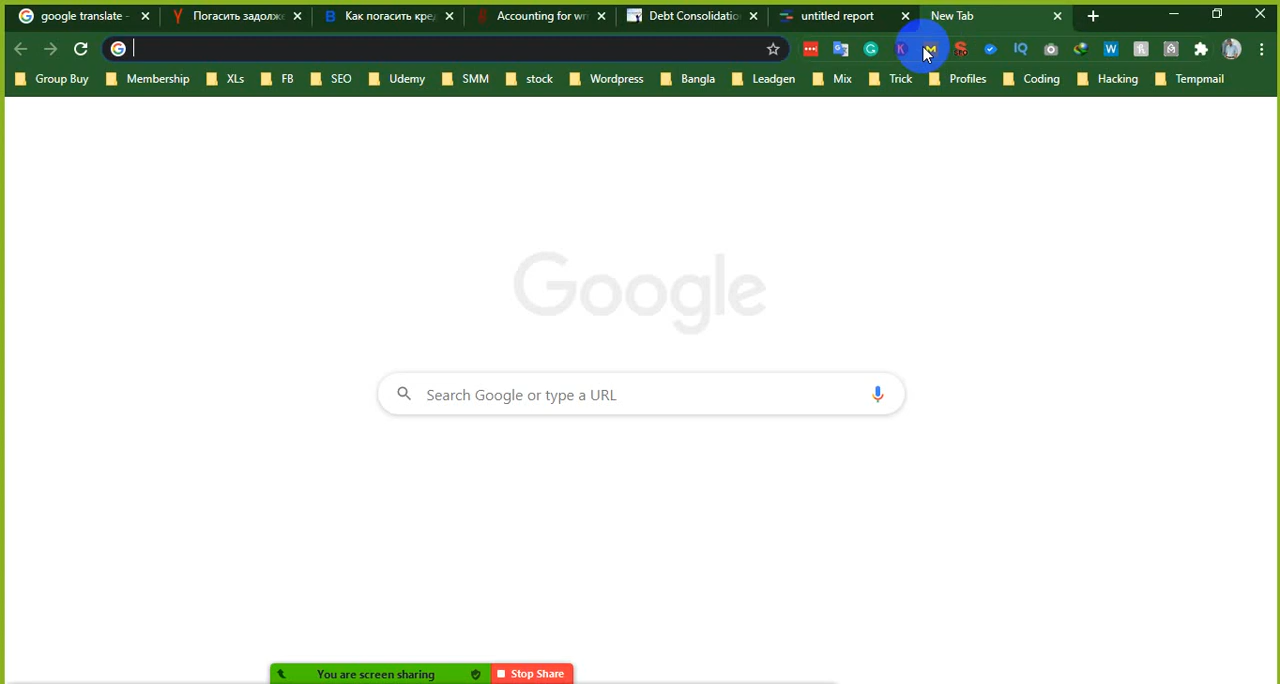 google translate - Погасить задолж Как погасить кре Accounting for wri Debt Consolidatio untitled report New Tab
Group Buy Membership XLs FB SEO Udemy SMM stock Wordpress Bangla Leadgen Mix Trick Profiles Coding Hacking Tempmail
Google
Search Google or type a URL
You are screen sharing Stop Share